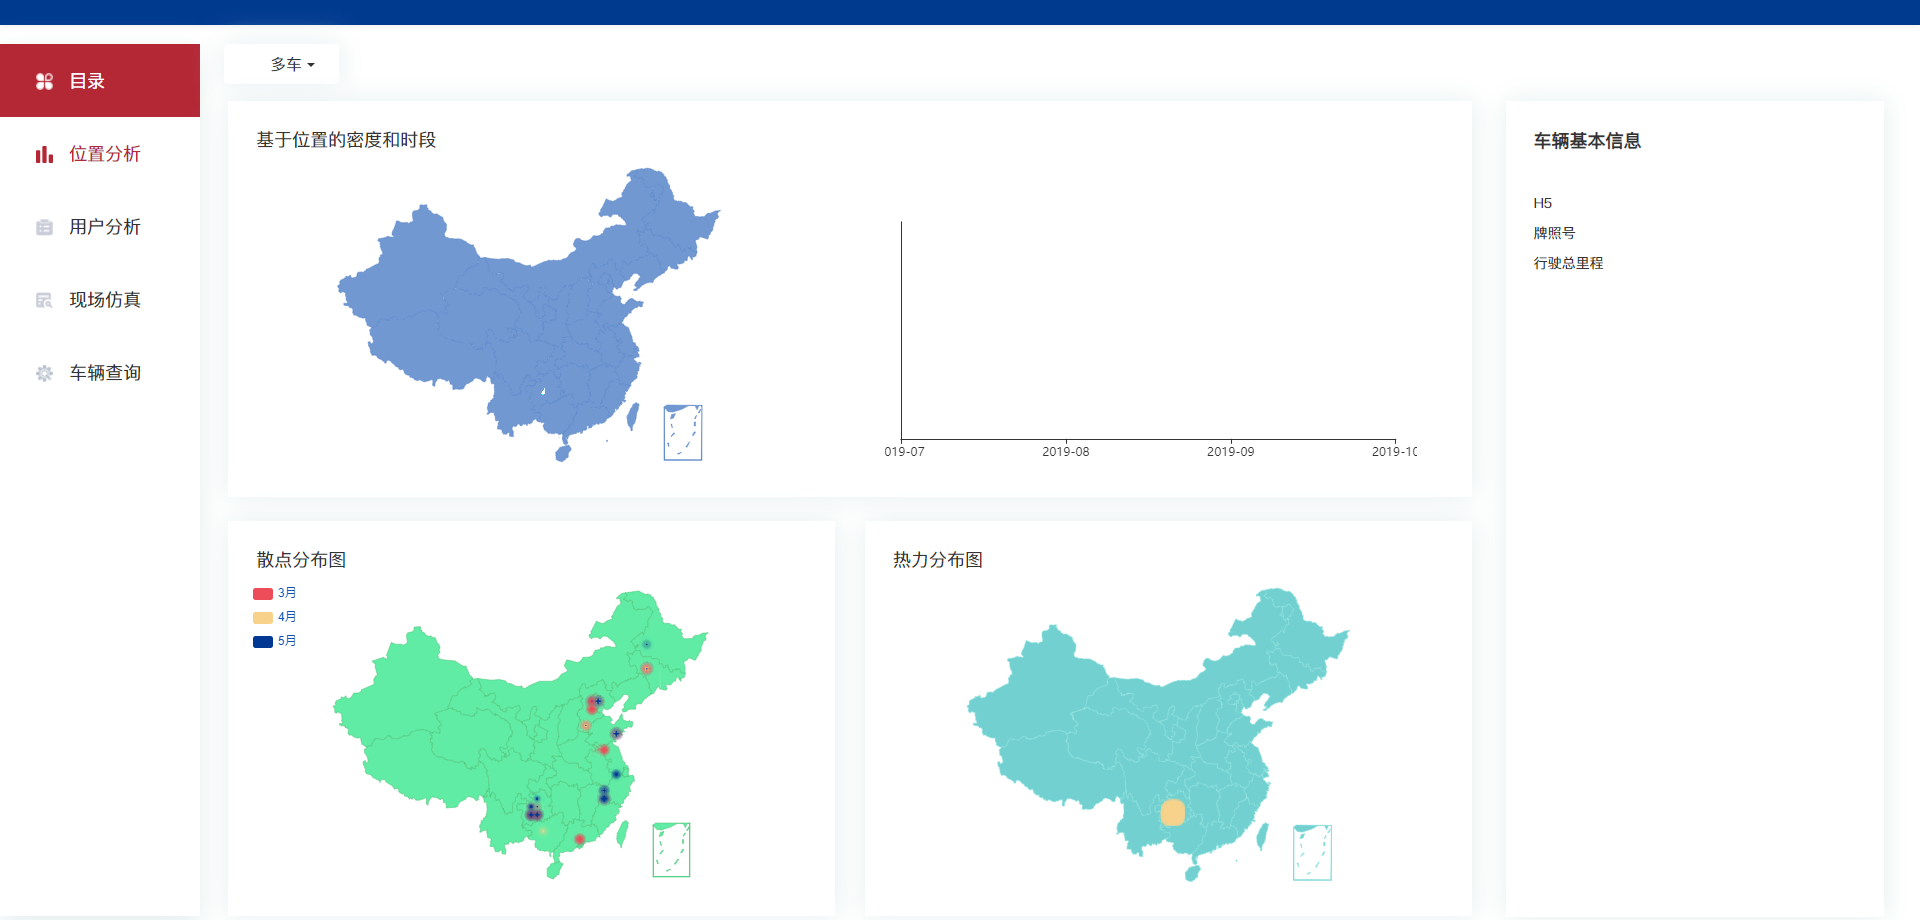 目录
位置分析
用户分析
现场仿真
车辆查询
多车
基于位置的密度和时段
019-07
2019-08
2019-09
2019-10
车辆基本信息
H5
牌照号
行驶总里程
散点分布图
3月
4月
5月
热力分布图